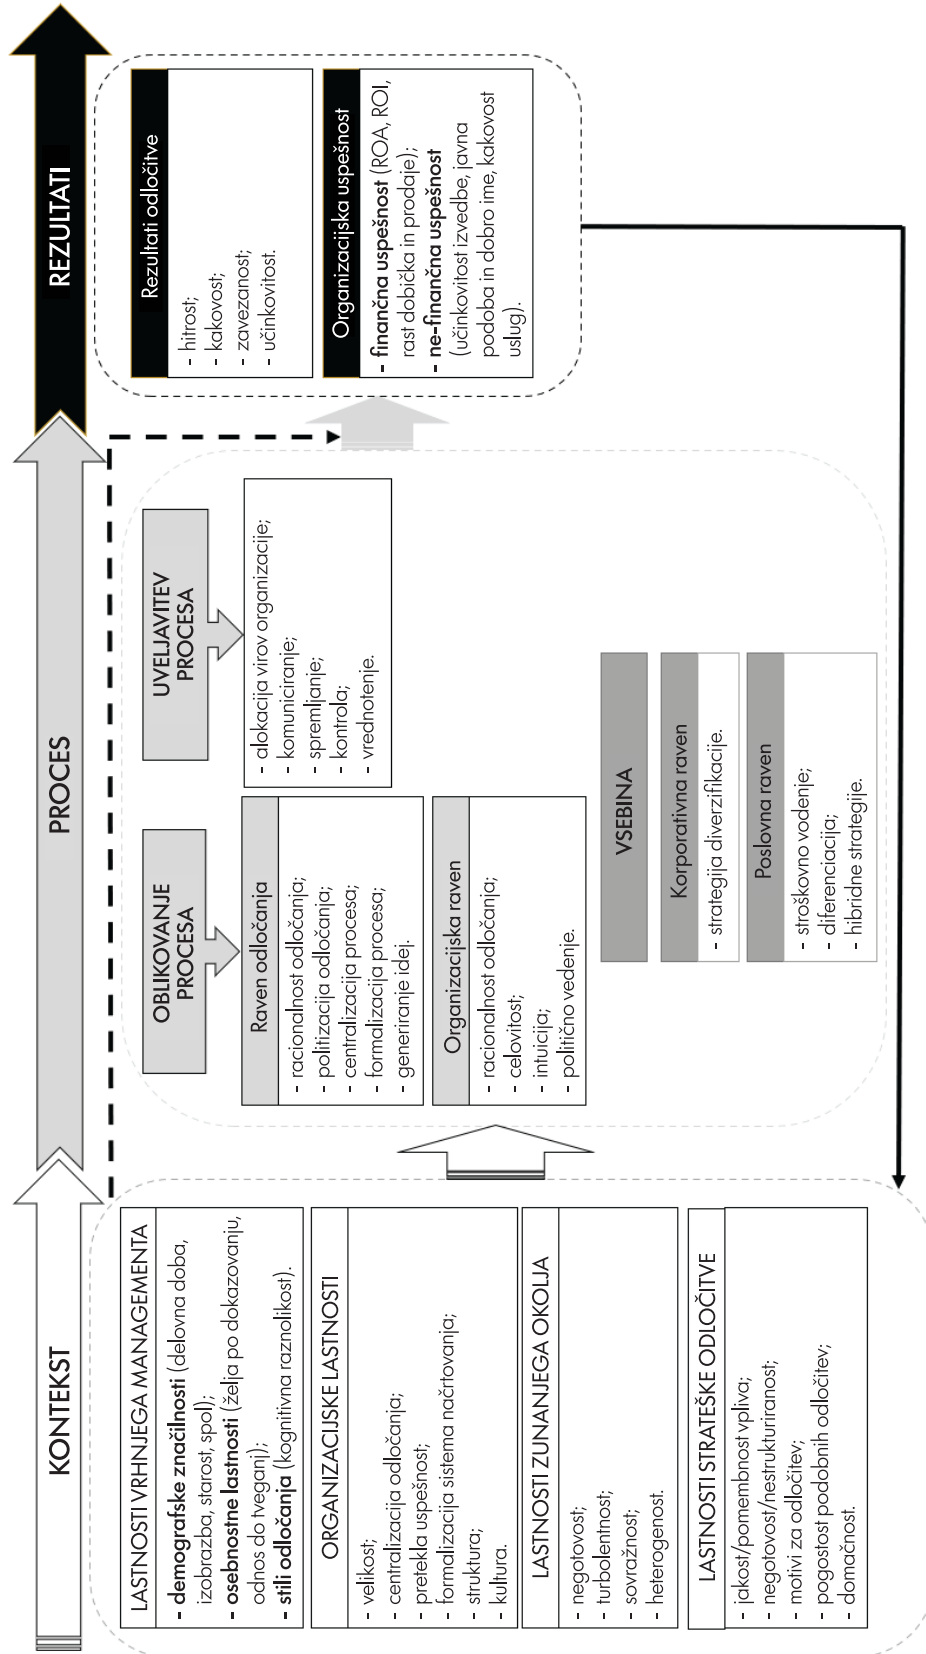 KONTEKST
PROCES
REZULTATI
LASTNOSTI VRHNJEGA MANAGEMENTA
- demografske značilnosti (delovna doba,
izobrazba, starost, spol);
- osebnostne lastnosti (želja po dokazovanju,
odnos do tveganj);
- stili odločanja (kognitivna raznolikost).
ORGANIZACIJSKE LASTNOSTI
- velikost;
- centralizacija odločanja;
- pretekla uspešnost;
- formalizacija sistema načrtovanja;
- struktura;
- kultura.
LASTNOSTI ZUNANJEGA OKOLJA
- negotovost;
- turbolentnost;
- sovražnost;
- heterogenost.
LASTNOSTI STRATEŠKE ODLOČITVE
- jakost/pomembnost vpliva;
- negotovost/nestrukturiranost;
- motivi za odločitev;
- pogostost podobnih odločitev;
- domačnost.
OBLIKOVANJE
PROCESA
Raven odločanja
- racionalnost odločanja;
- politizacija odločanja;
- centralizacija procesa;
- formalizacija procesa;
- generiranje idej.
Organizacijska raven
- racionalnost odločanja;
- celovitost;
- intuicija;
- politično vedenje.
UVELJAVITEV
PROCESA
- alokacija virov organizacije;
- komuniciranje;
- spremljanje;
- kontrola;
- vrednotenje.
VSEBINA
Korporativna raven
- strategija diverzifikacije.
Poslovna raven
- stroškovno vodenje;
- diferenciacija;
- hibridne strategije.
Rezultati odločitve
- hitrost;
- kakovost;
- zavezanost;
- učinkovitost.
Organizacijska uspešnost
- finančna uspešnost (ROA, ROI,
rast dobička in prodaje);
- ne-finančna uspešnost
(učinkovitost izvedbe, javna
podoba in dobro ime, kakovost
uslug).